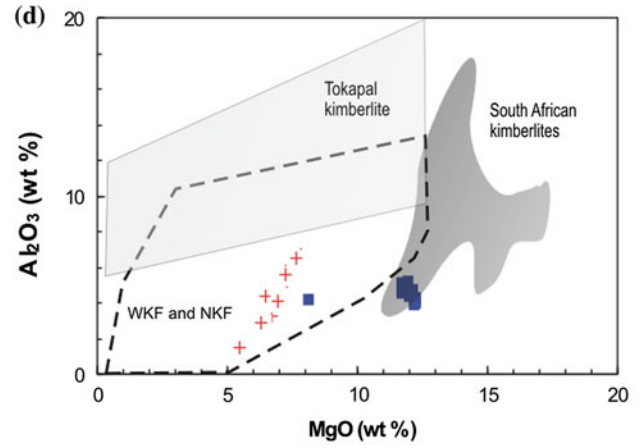 (d)
20
Tokapal
kimberlite
South African
kimberlites
10
Al₂O₃ (wt %)
WKF and NKF
0
0 5 10 15 20
MgO (wt %)